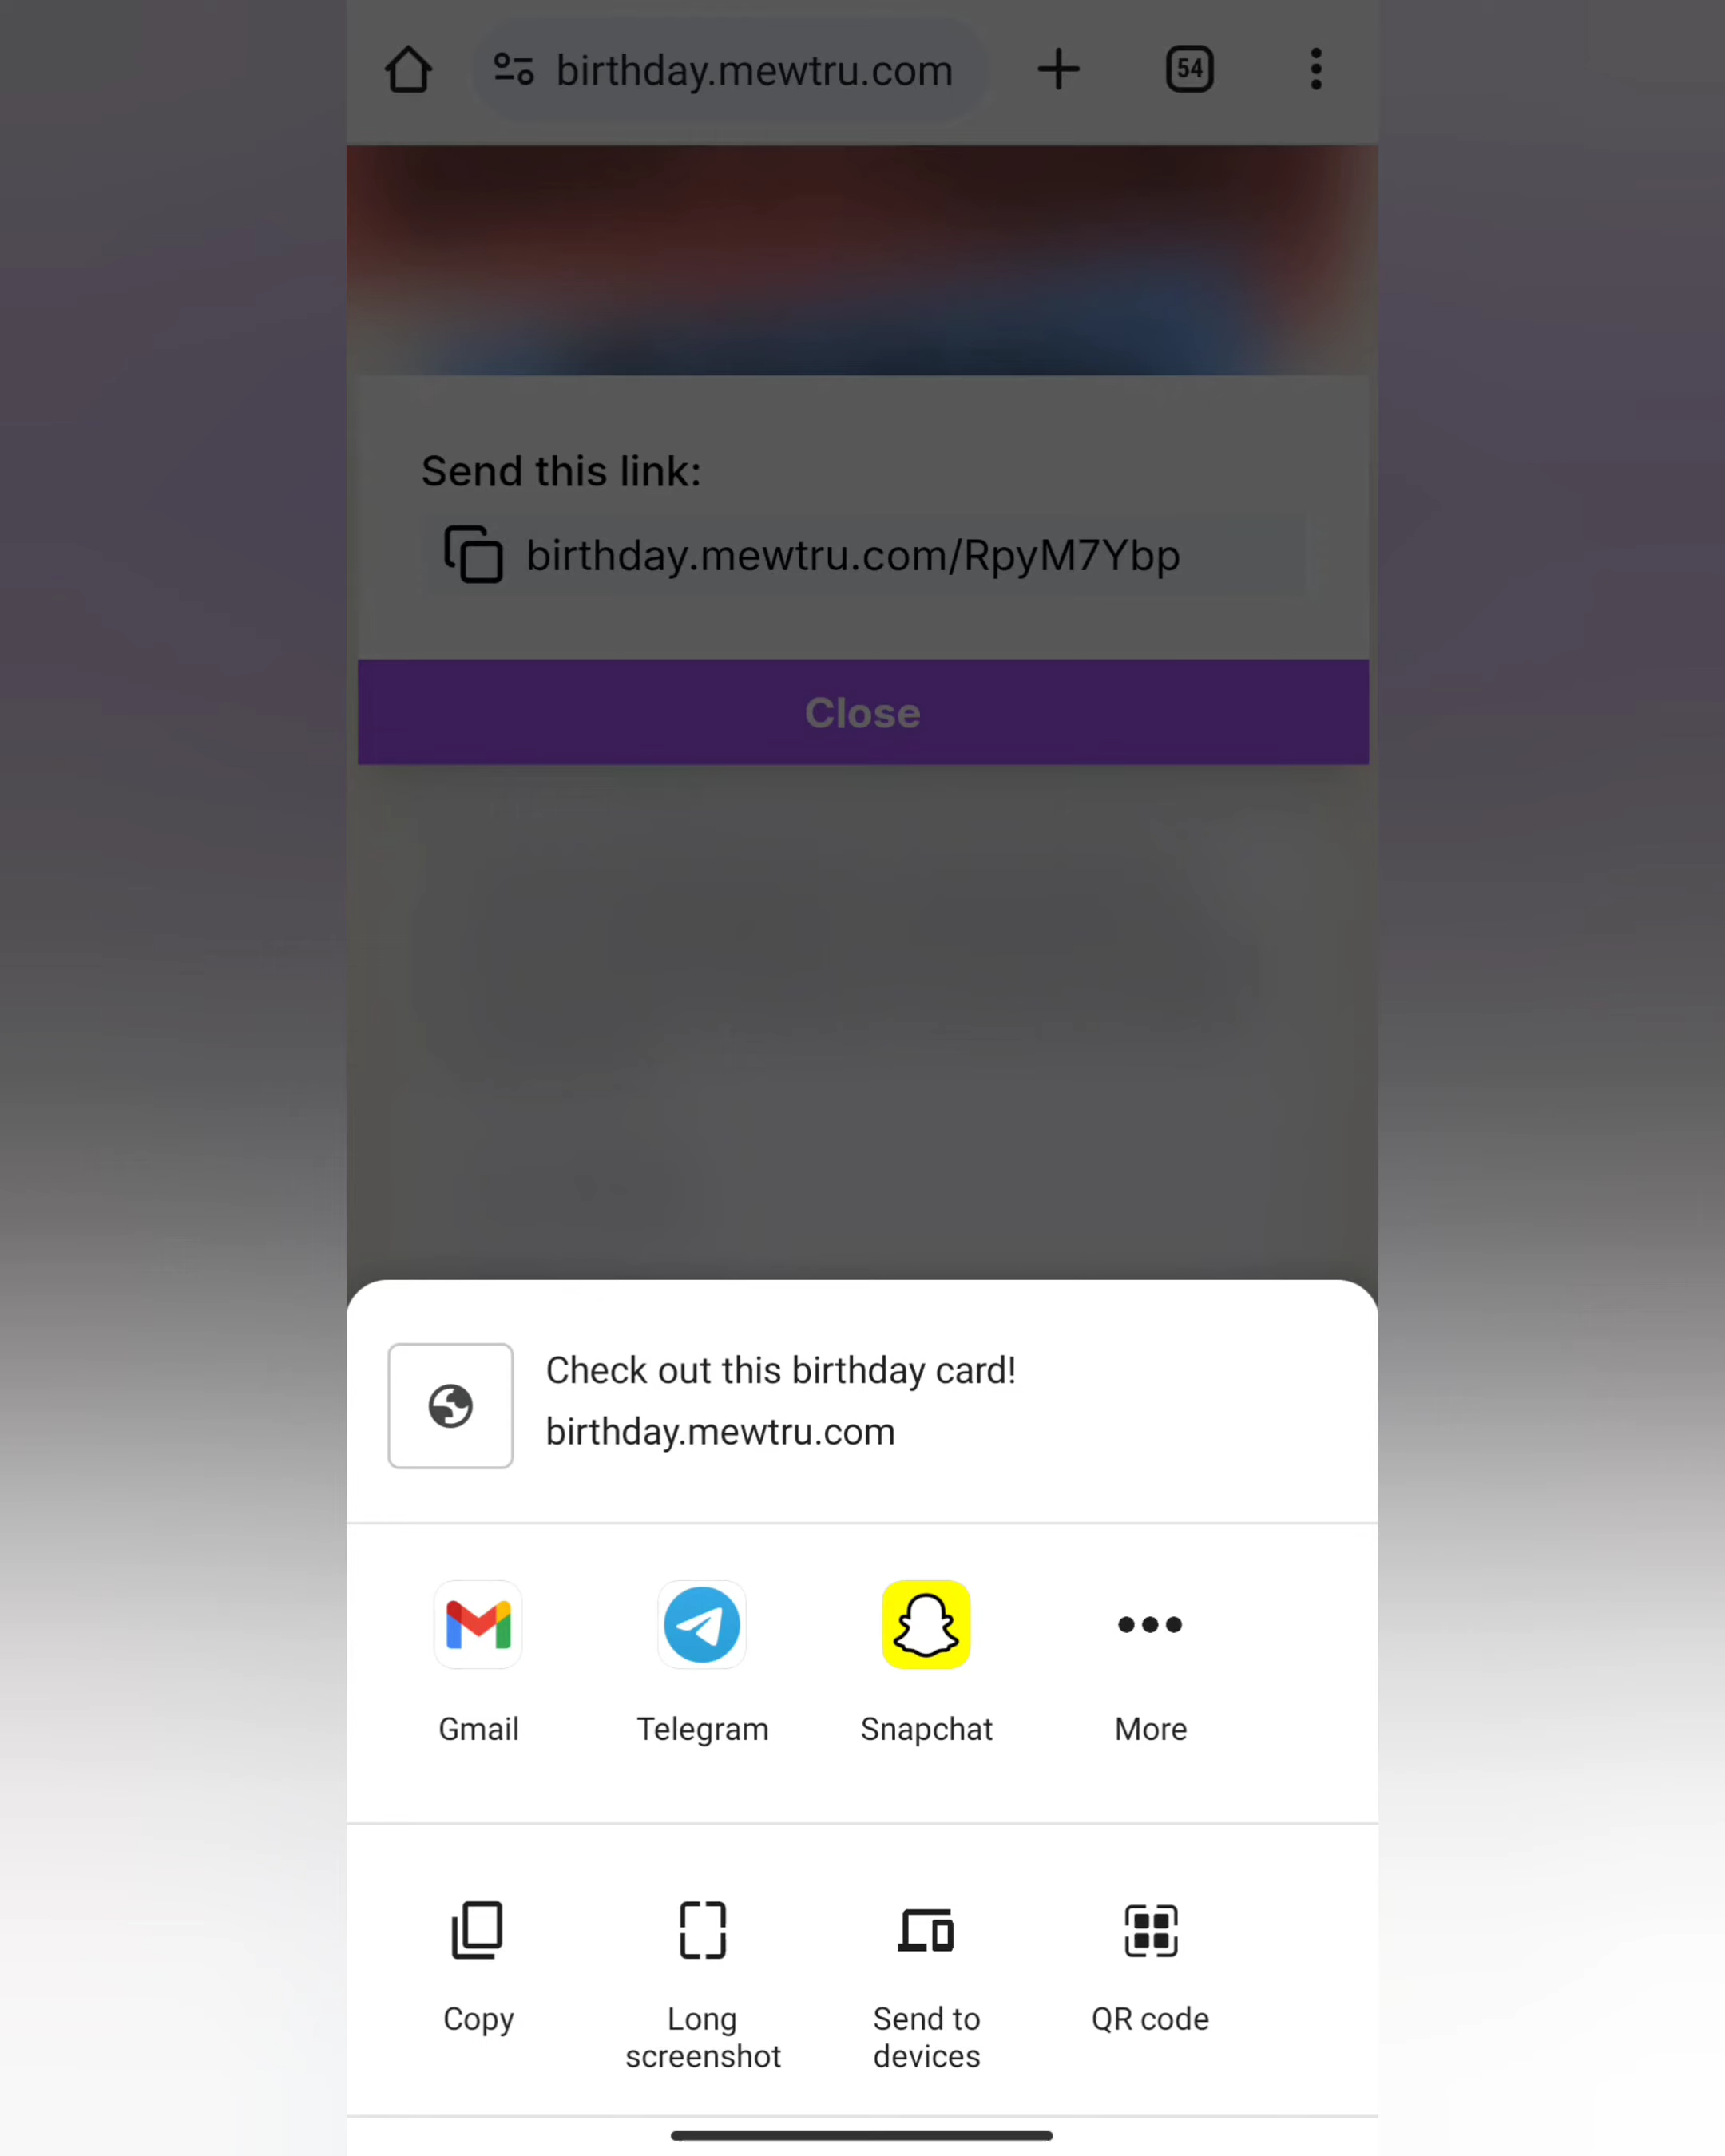 birthday.mewtru.com
54
Send this link:
birthday.mewtru.com/RpyM7Ybp
Close
Check out this birthday card!
birthday.mewtru.com
Gmail
Telegram
Snapchat
More
Copy
Long
screenshot
Send to
devices
QR code